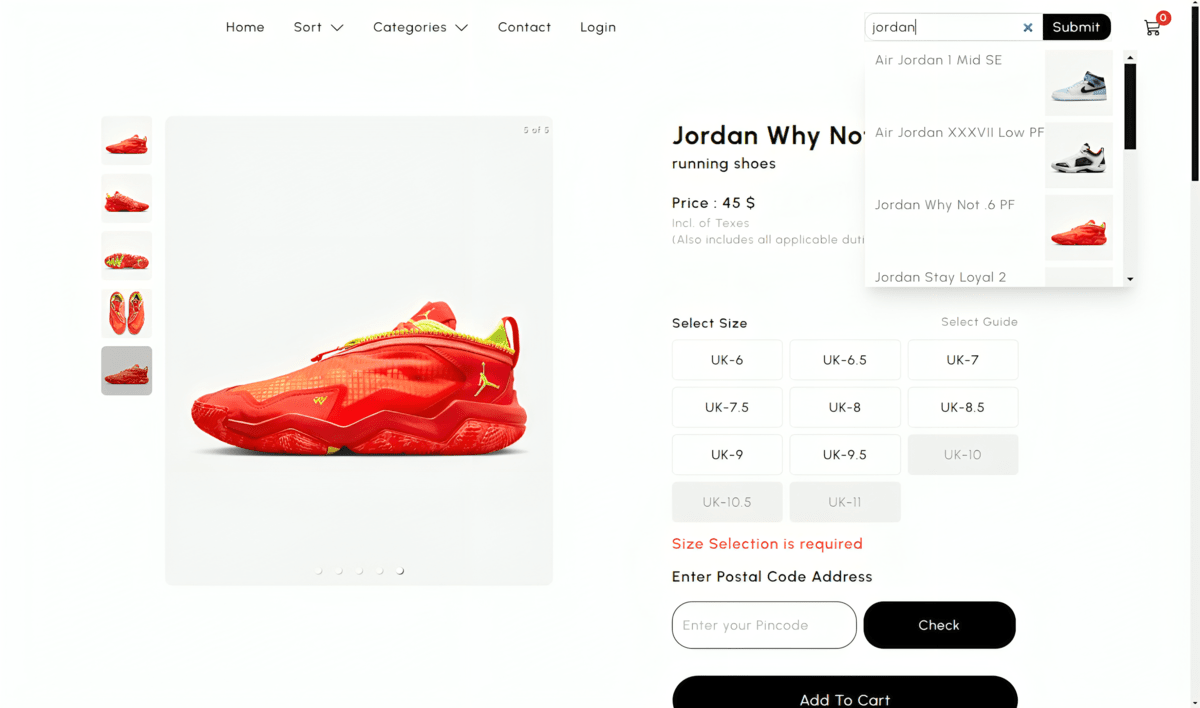 Home Sort Categories Contact Login
jordan
Submit
0
Air Jordan 1 Mid SE
Air Jordan XXXVII Low PF
Jordan Why Not .6 PF
Jordan Stay Loyal 2
5 of 5
Jordan Why No
running shoes
Price : 45 $
Incl. of Texes
(Also includes all applicable duti
Select Size
Select Guide
UK-6 UK-6.5 UK-7
UK-7.5 UK-8 UK-8.5
UK-9 UK-9.5 UK-10
UK-10.5 UK-11
Size Selection is required
Enter Postal Code Address
Enter your Pincode
Check
Add To Cart